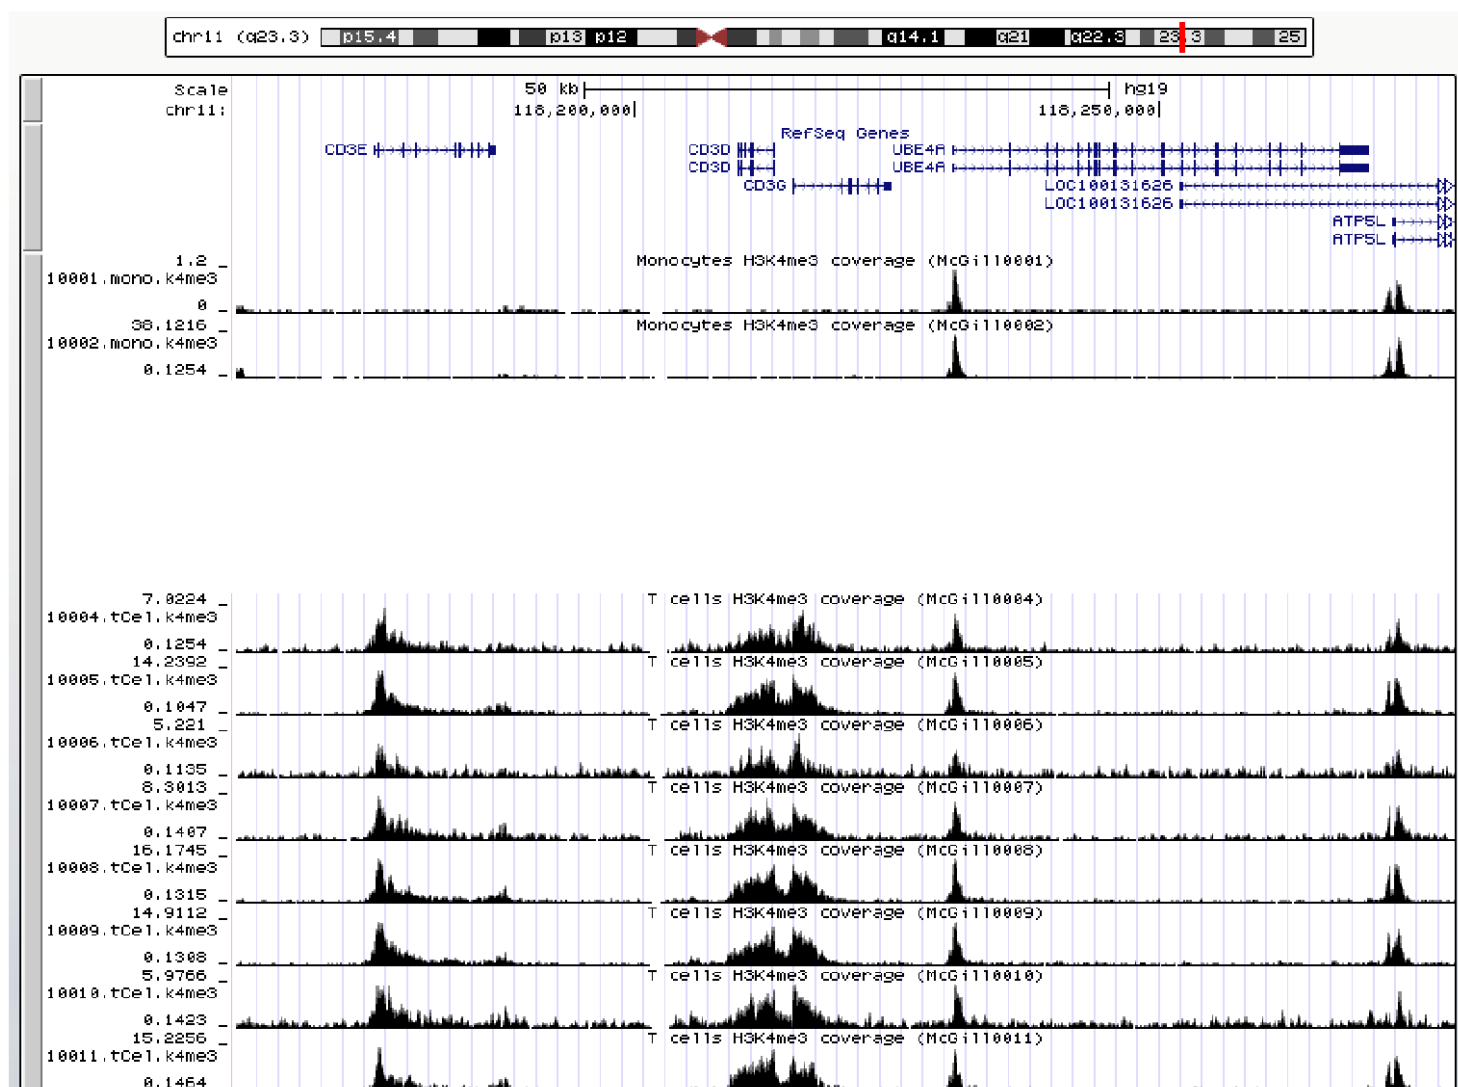 chr11 (q23.3) p15.4 p13 p12 q14.1 q21 q22.3 23.3 25
Scale 50 kb hg19
chr11: 118,200,000| 118,250,000|
RefSeq Genes
CD3E CD3D UBE4A
CD3D UBE4A
CD3G LOC100131626
LOC100131626
ATP5L
ATP5L
1.2 _ Monocytes H3K4me3 coverage (McGill0001)
10001.mono.k4me3
0 _
38.1216 _ Monocytes H3K4me3 coverage (McGill0002)
10002.mono.k4me3
0.1254 _
7.0224 _ T cells H3K4me3 coverage (McGill0004)
10004.tCel.k4me3
0.1254 _
14.2392 _ T cells H3K4me3 coverage (McGill0005)
10005.tCel.k4me3
0.1047 _
5.221 _ T cells H3K4me3 coverage (McGill0006)
10006.tCel.k4me3
0.1135 _
8.3013 _ T cells H3K4me3 coverage (McGill0007)
10007.tCel.k4me3
0.1407 _
16.1745 _ T cells H3K4me3 coverage (McGill0008)
10008.tCel.k4me3
0.1315 _
14.9112 _ T cells H3K4me3 coverage (McGill0009)
10009.tCel.k4me3
0.1308 _
5.9766 _ T cells H3K4me3 coverage (McGill0010)
10010.tCel.k4me3
0.1423 _
15.2256 _ T cells H3K4me3 coverage (McGill0011)
10011.tCel.k4me3
0.1464